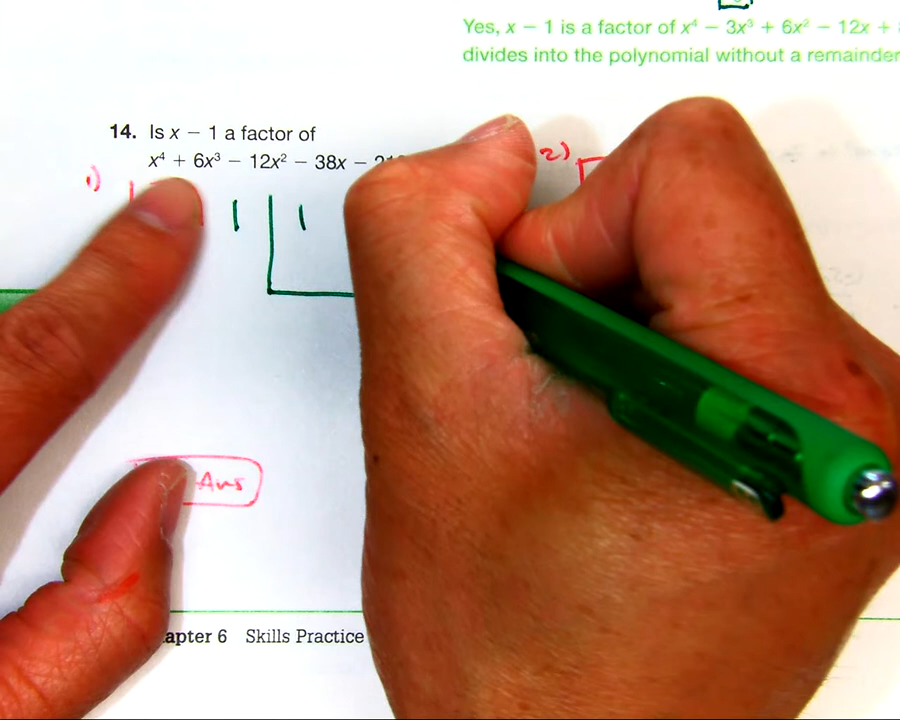 Yes, x − 1 is a factor of x⁴ − 3x³ + 6x² − 12x +
divides into the polynomial without a remainder
14. Is x − 1 a factor of
x⁴ + 6x³ − 12x² − 38x −
1)
2)
1 1
Ans
apter 6 Skills Practice